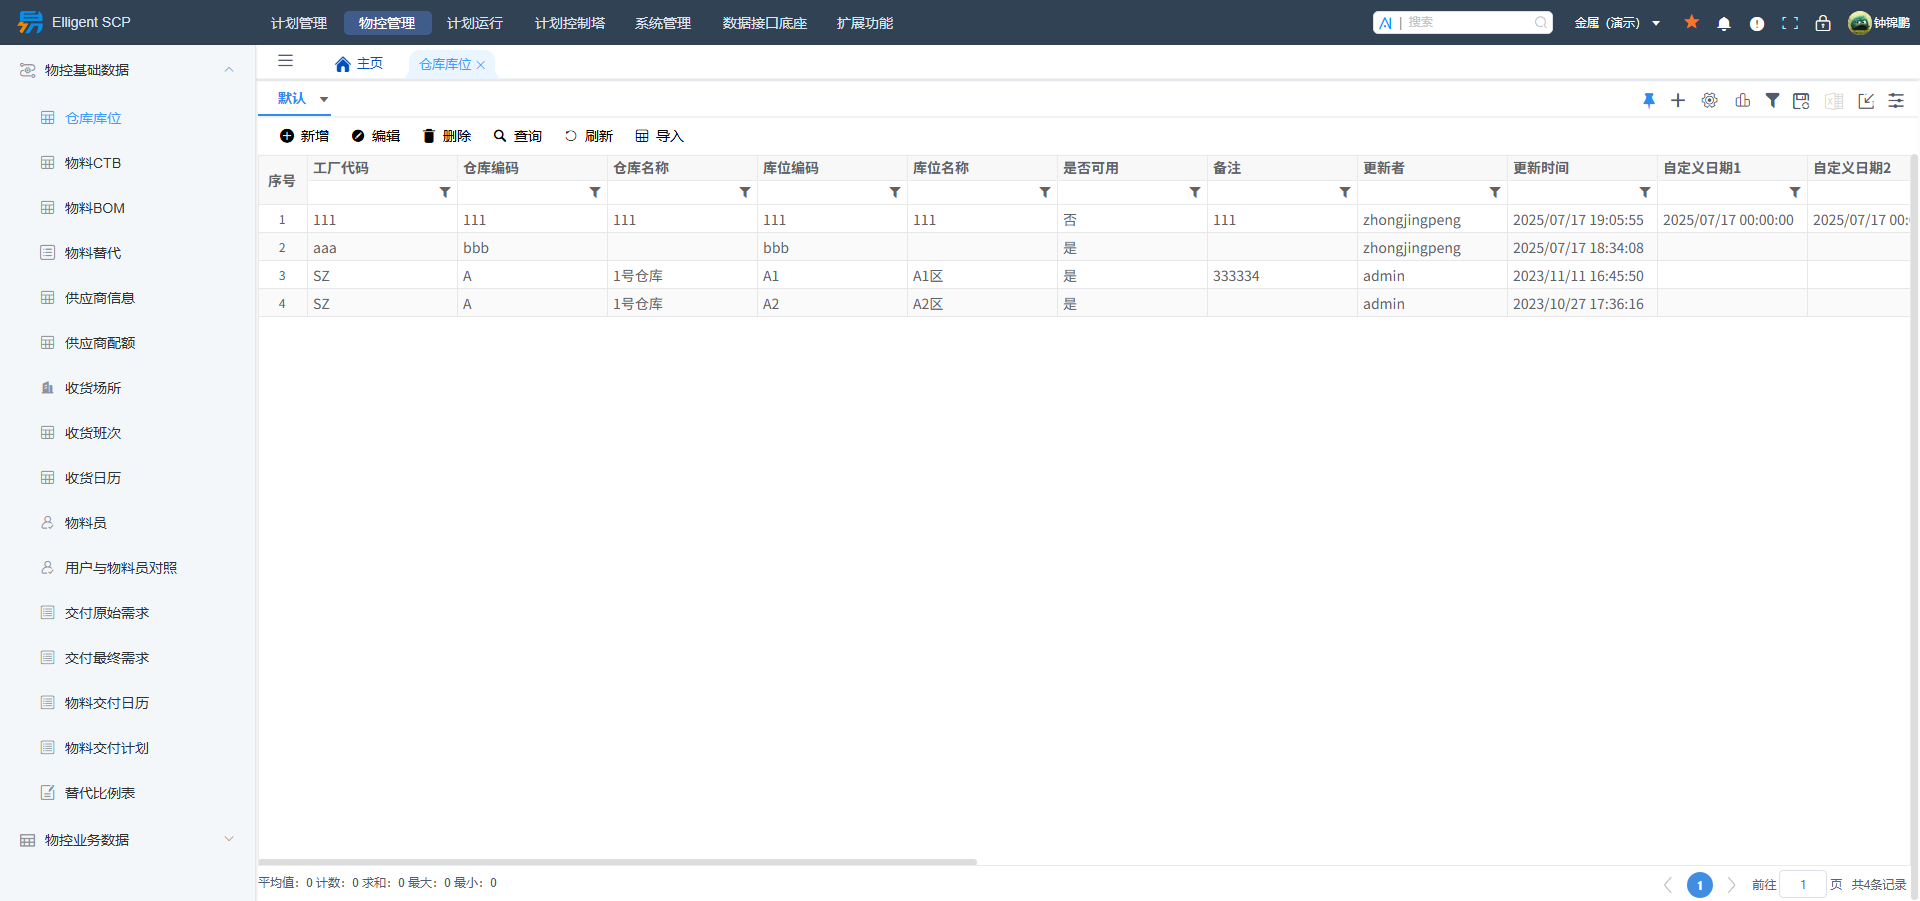 Elligent SCP 计划管理 物控管理 计划运行 计划控制塔 系统管理 数据接口底座 扩展功能 AI | 搜索 金属（演示） 钟锦鹏
物控基础数据
仓库库位
物料CTB
物料BOM
物料替代
供应商信息
供应商配额
收货场所
收货班次
收货日历
物料员
用户与物料员对照
交付原始需求
交付最终需求
物料交付日历
物料交付计划
替代比例表
物控业务数据
主页 仓库库位
默认
新增 编辑 删除 查询 刷新 导入
序号 工厂代码 仓库编码 仓库名称 库位编码 库位名称 是否可用 备注 更新者 更新时间 自定义日期1 自定义日期2
1 111 111 111 111 111 否 111 zhongjingpeng 2025/07/17 19:05:55 2025/07/17 00:00:00 2025/07/17 00:
2 aaa bbb bbb 是 zhongjingpeng 2025/07/17 18:34:08
3 SZ A 1号仓库 A1 A1区 是 333334 admin 2023/11/11 16:45:50
4 SZ A 1号仓库 A2 A2区 是 admin 2023/10/27 17:36:16
平均值：0 计数：0 求和：0 最大：0 最小：0
1 前往 1 页 共4条记录